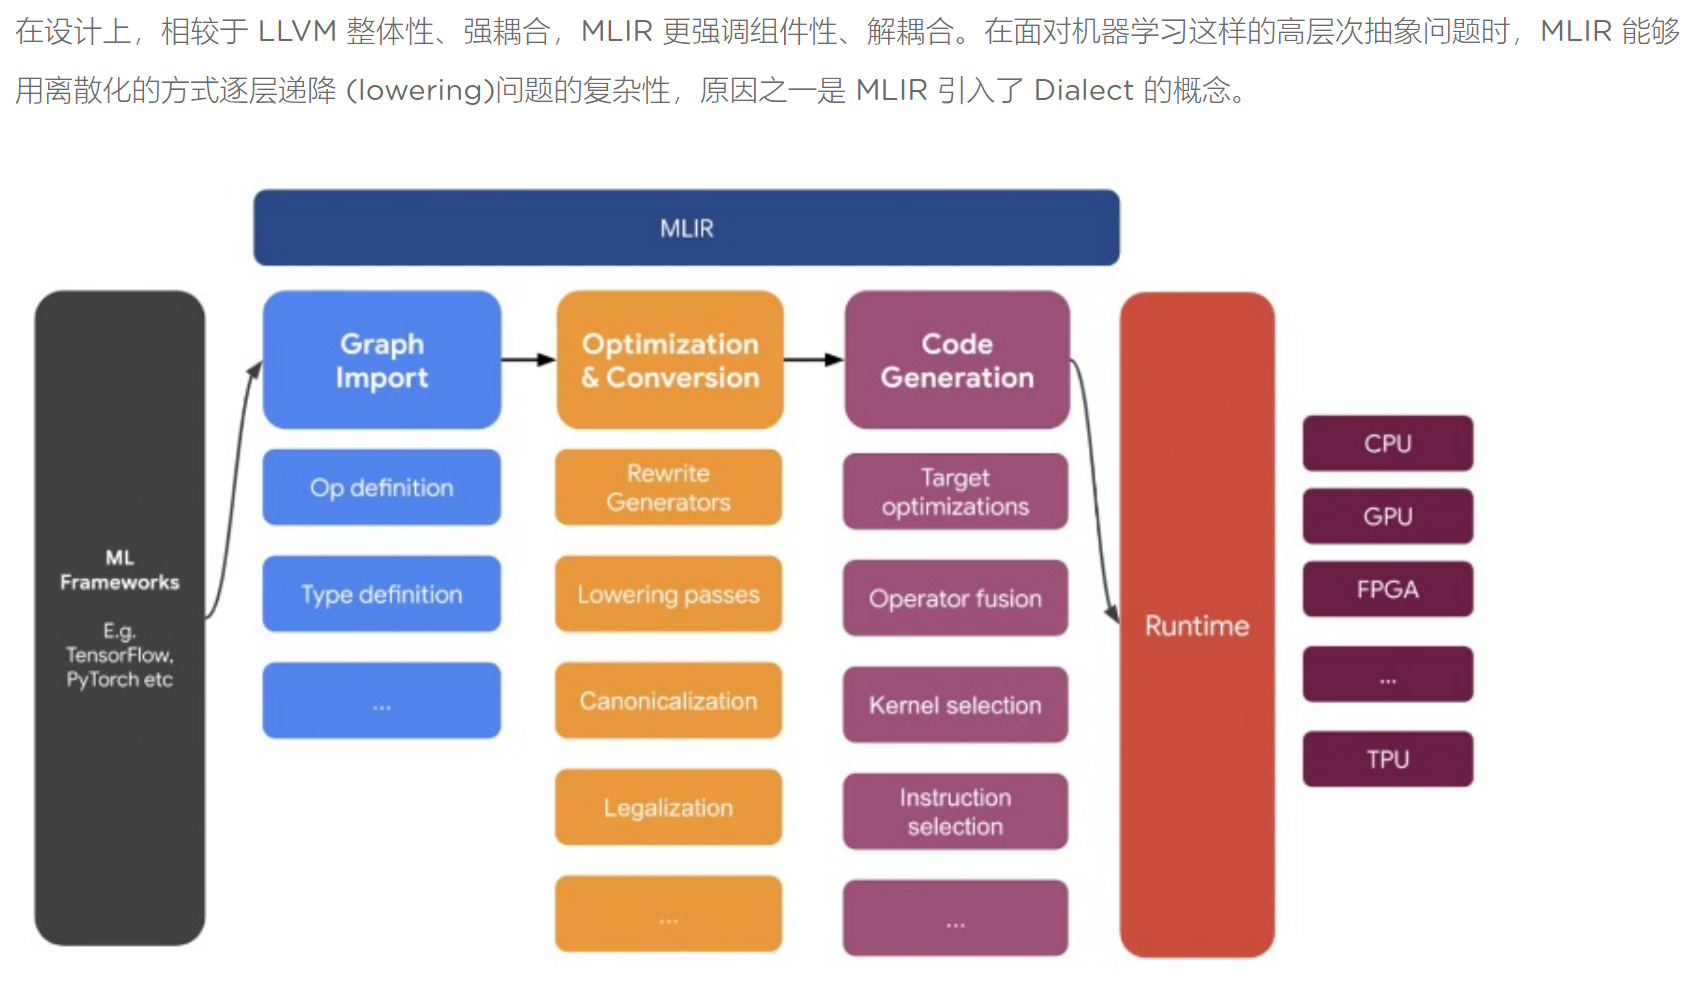 在设计上，相较于 LLVM 整体性、强耦合，MLIR 更强调组件性、解耦合。在面对机器学习这样的高层次抽象问题时，MLIR 能够
用离散化的方式逐层递降 (lowering)问题的复杂性，原因之一是 MLIR 引入了 Dialect 的概念。
MLIR
ML
Frameworks
E.g.
TensorFlow,
PyTorch etc
Graph
Import
Op definition
Type definition
...
Optimization
& Conversion
Rewrite
Generators
Lowering passes
Canonicalization
Legalization
...
Code
Generation
Target
optimizations
Operator fusion
Kernel selection
Instruction
selection
...
Runtime
CPU
GPU
FPGA
...
TPU